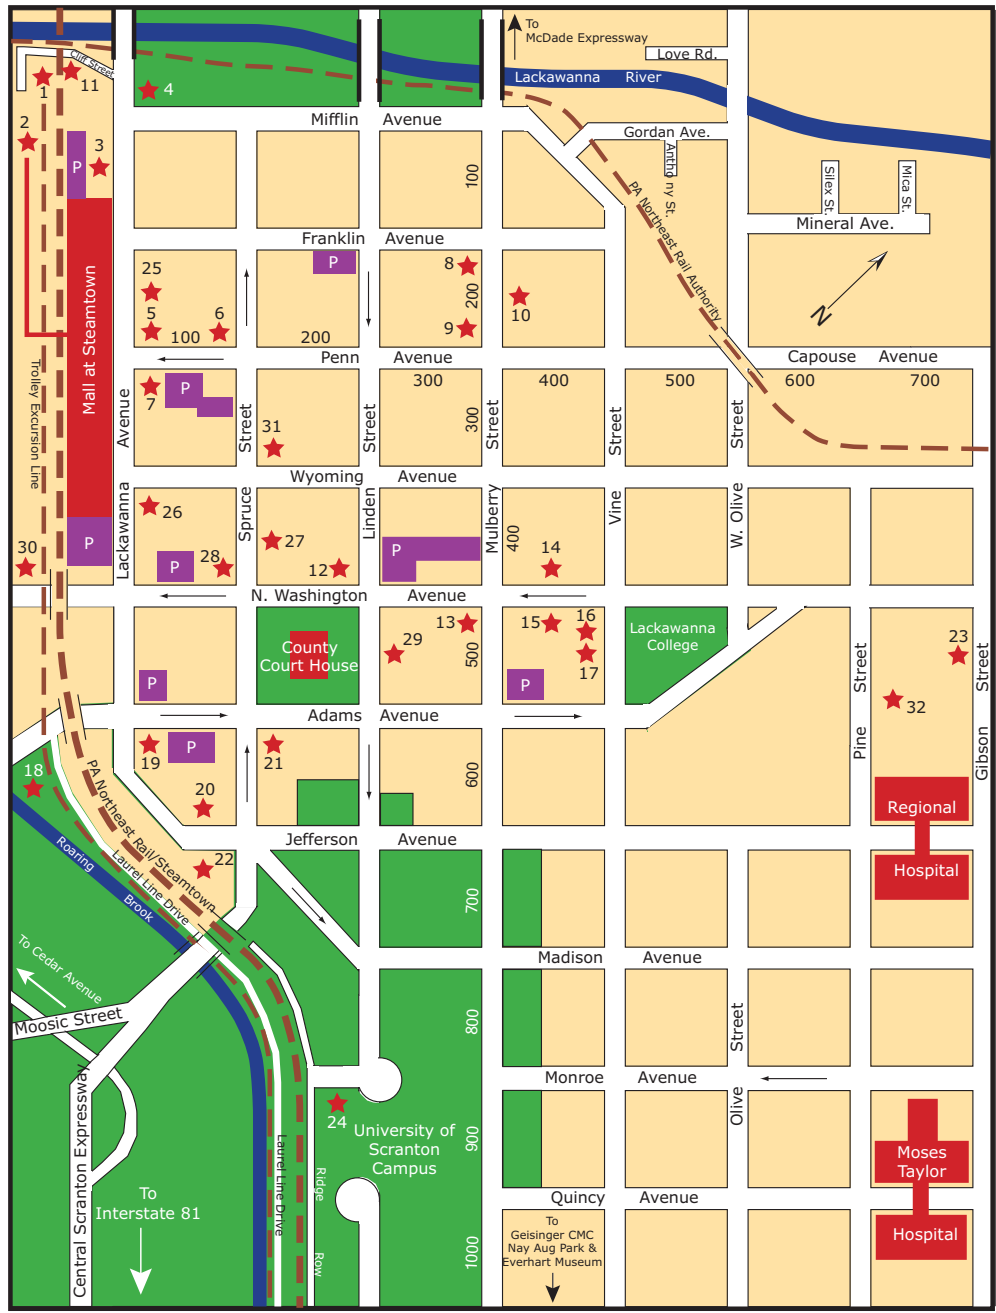 To
McDade Expressway
Love Rd.
Cliff Street
Lackawanna River
1
11
4
2
3
P
Mifflin Avenue
Gordan Ave.
Anthony St.
100
Silex St.
Mica St.
Mineral Ave.
PA Northeast Rail Authority
Franklin Avenue
P
25
8
200
5
6
9
10
N
100
200
Penn Avenue
Capouse Avenue
Mall at Steamtown
Trolley Excursion Line
7
P
300
400
500
600
700
Lackawanna Avenue
Spruce Street
Linden Street
Mulberry Street
Vine Street
W. Olive Street
31
300
Wyoming Avenue
26
P
P
27
28
P
12
400
14
30
N. Washington Avenue
County
Court House
13
29
500
15
16
17
P
Lackawanna
College
23
32
Pine Street
Gibson Street
P
Adams Avenue
19
P
21
20
600
18
PA Northeast Rail/Steamtown
Regional
Hospital
Jefferson Avenue
22
Roaring Brook
Laurel Line Drive
700
Madison Avenue
To Cedar Avenue
Moosic Street
800
Olive Street
Monroe Avenue
Central Scranton Expressway
24
University of
Scranton
Campus
900
Moses
Taylor
Hospital
Laurel Line Drive
Ridge Row
Quincy Avenue
To
Interstate 81
To
Geisinger CMC
Nay Aug Park &
Everhart Museum
1000